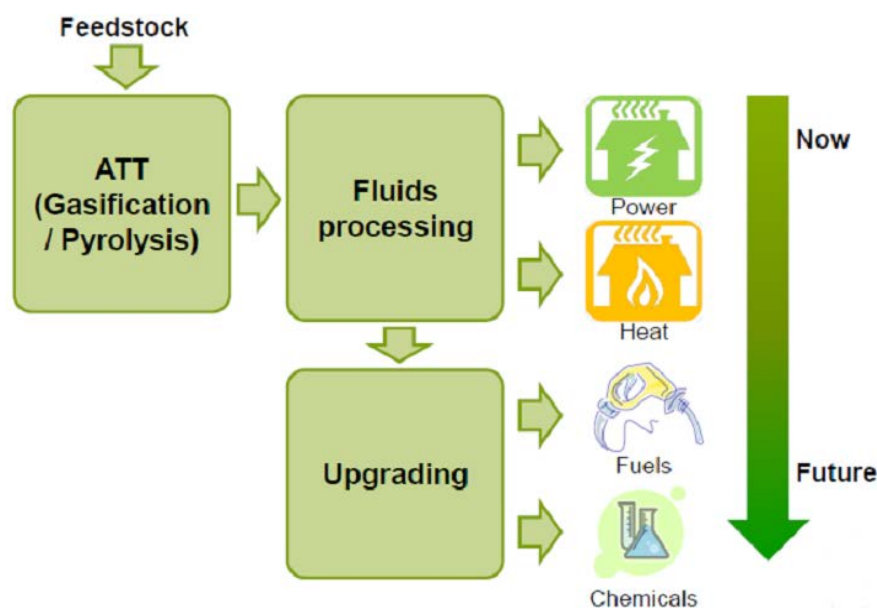 Feedstock
ATT
(Gasification
/ Pyrolysis)
Fluids
processing
Power
Heat
Now
Upgrading
Fuels
Chemicals
Future